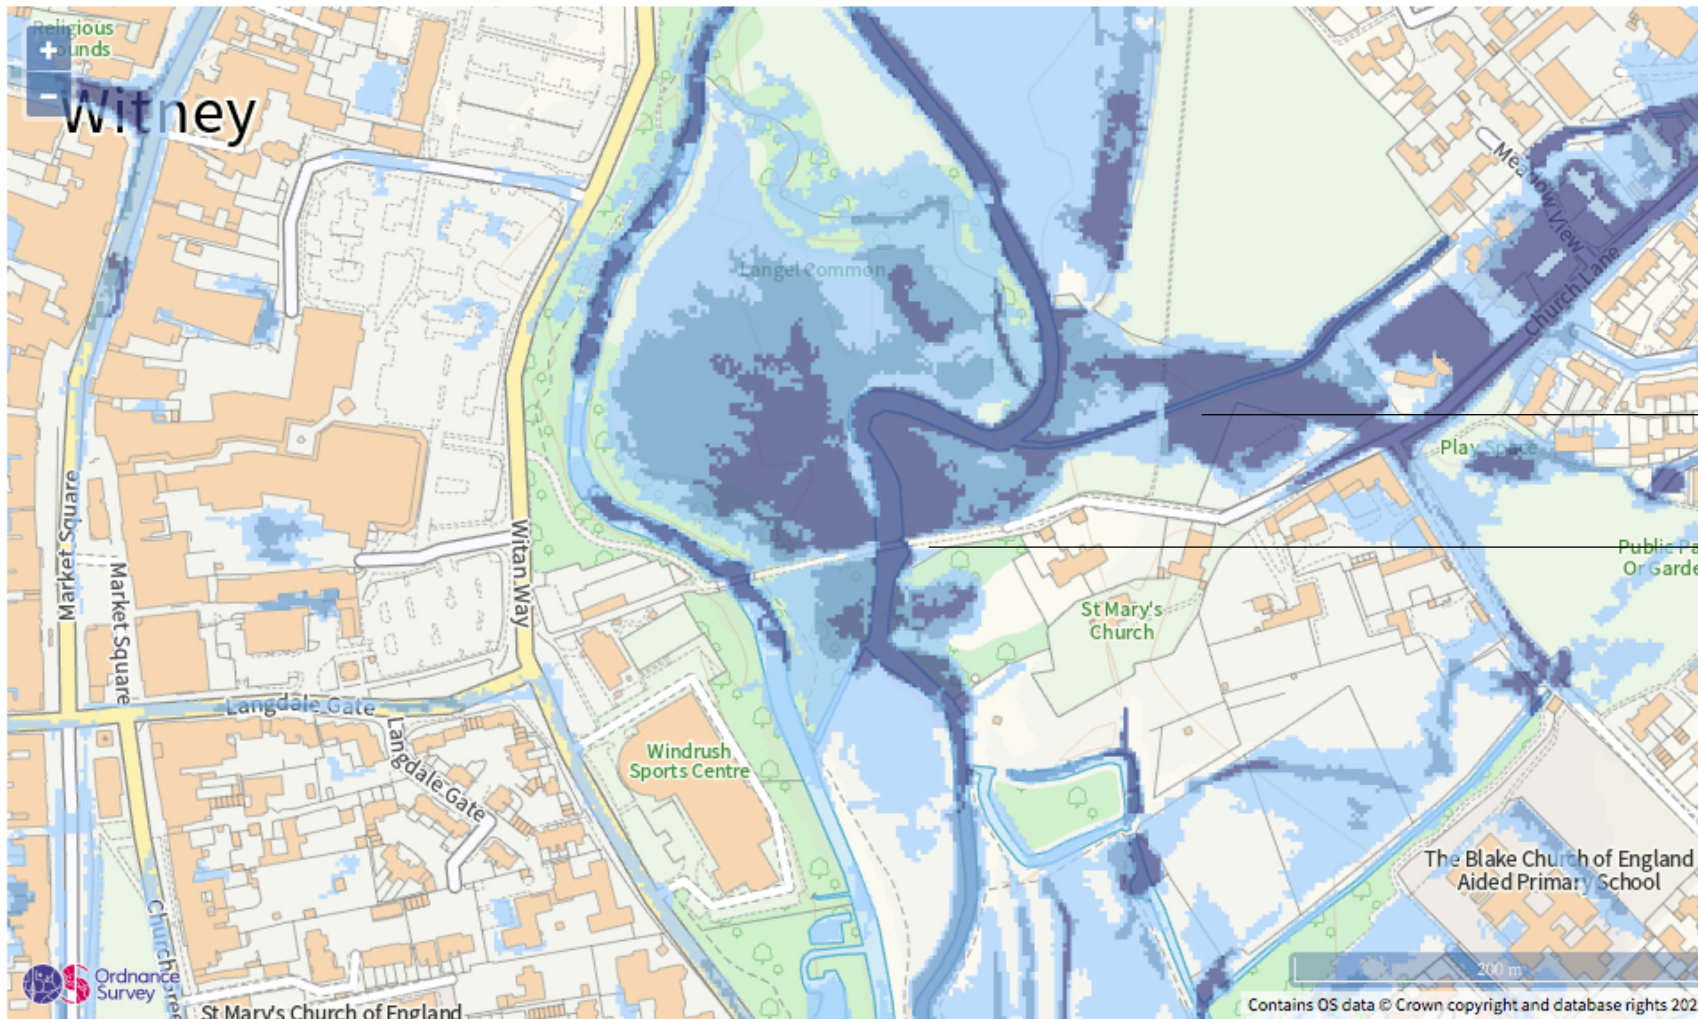 Religious
Grounds
+
−
Witney
Meadow View
Church Lane
Langel Common
Play Space
Market Square
Market Square
Witan Way
Public Pa
Or Garde
St Mary's
Church
Langdale Gate
Langdale Gate
Windrush
Sports Centre
The Blake Church of England
Aided Primary School
Church Gree
Ordnance
Survey
St Mary's Church of England
200 m
Contains OS data © Crown copyright and database rights 202